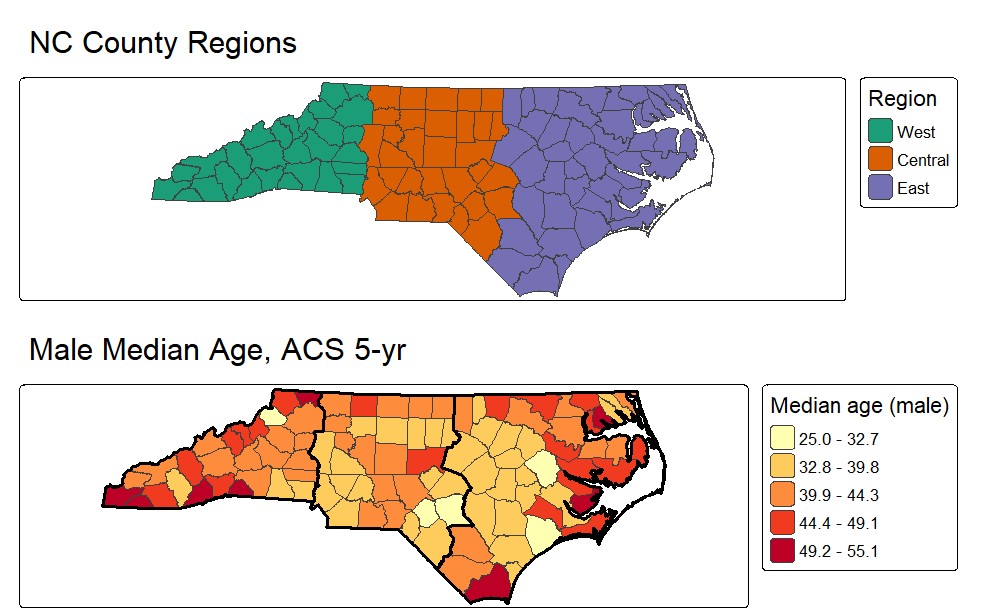 NC County Regions
Region
West
Central
East
Male Median Age, ACS 5-yr
Median age (male)
25.0 - 32.7
32.8 - 39.8
39.9 - 44.3
44.4 - 49.1
49.2 - 55.1